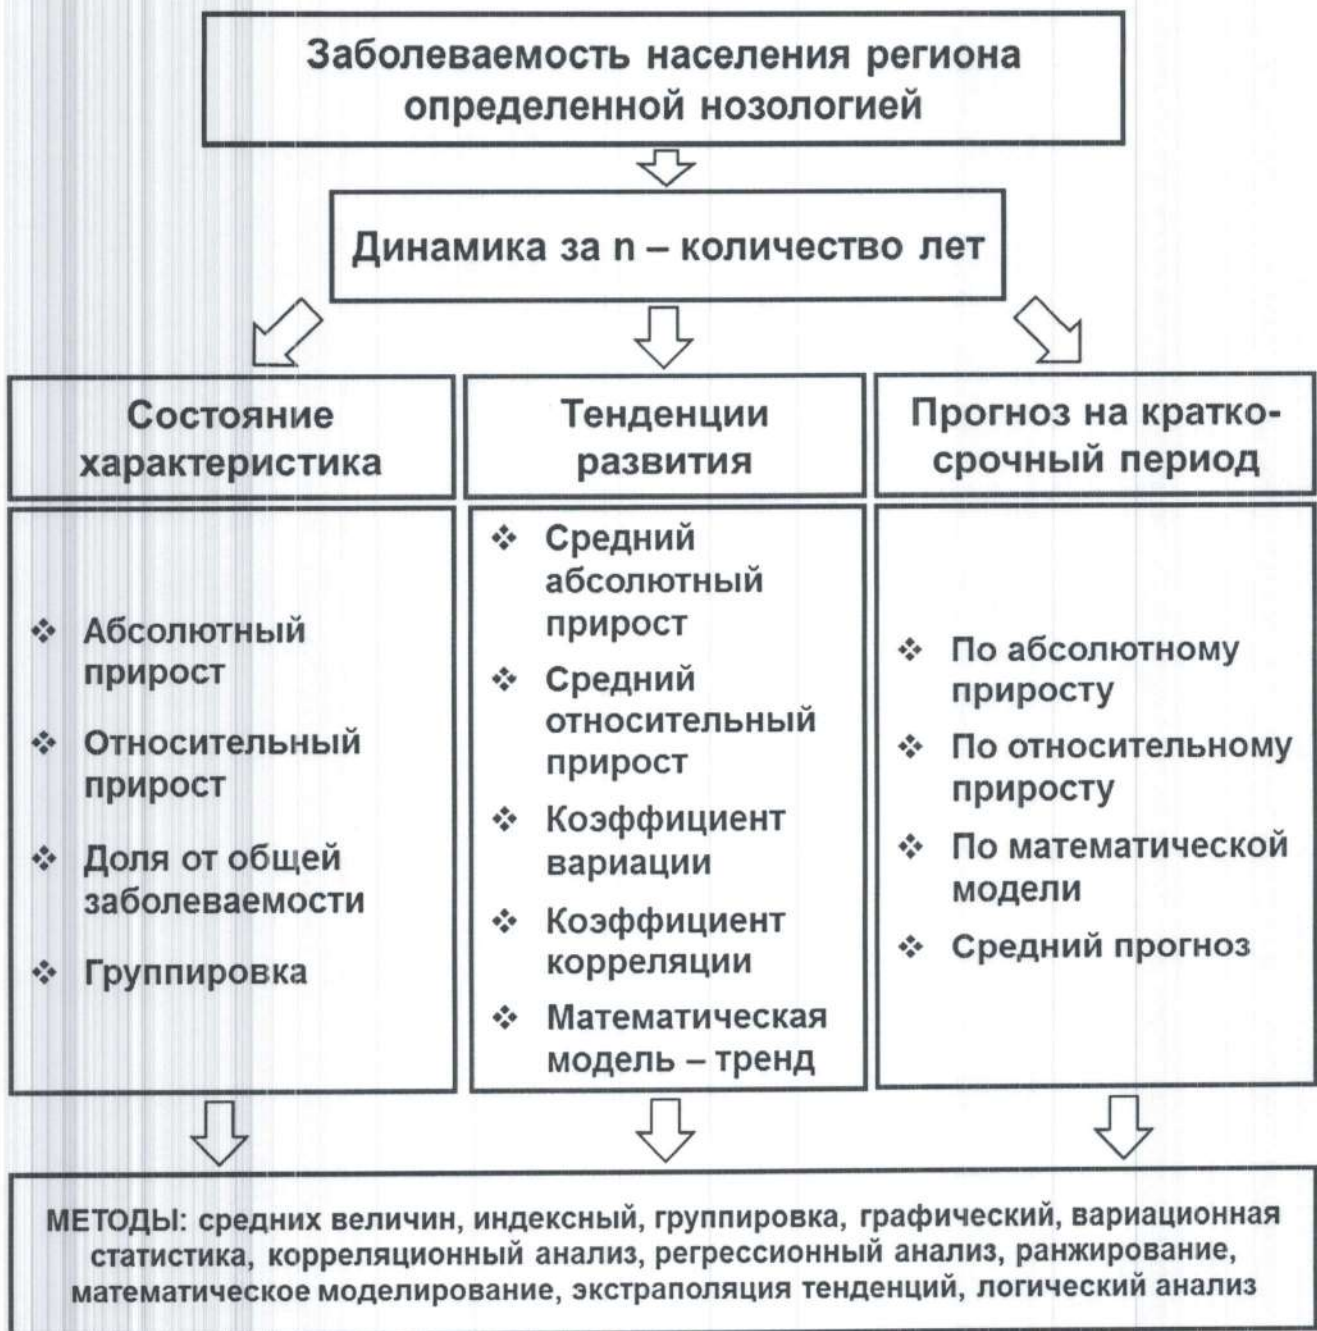 Заболеваемость населения региона
определенной нозологией
Динамика за n – количество лет
Состояние
характеристика
❖ Абсолютный
прирост
❖ Относительный
прирост
❖ Доля от общей
заболеваемости
❖ Группировка
Тенденции
развития
❖ Средний
абсолютный
прирост
❖ Средний
относительный
прирост
❖ Коэффициент
вариации
❖ Коэффициент
корреляции
❖ Математическая
модель – тренд
Прогноз на кратко-
срочный период
❖ По абсолютному
приросту
❖ По относительному
приросту
❖ По математической
модели
❖ Средний прогноз
МЕТОДЫ: средних величин, индексный, группировка, графический, вариационная
статистика, корреляционный анализ, регрессионный анализ, ранжирование,
математическое моделирование, экстраполяция тенденций, логический анализ